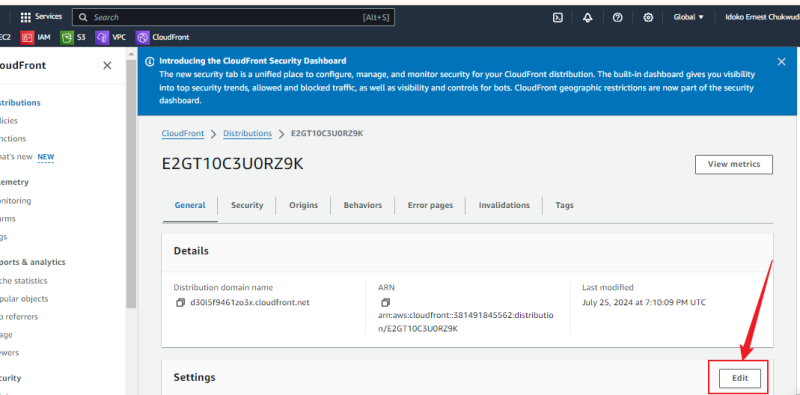 Services
Search
[Alt+S]
Global
Idoko Ernest Chukwudi
EC2 IAM S3 VPC CloudFront
oudFront
stributions
licies
nctions
hat's new NEW
lemetry
onitoring
arms
gs
ports & analytics
che statistics
pular objects
p referrers
age
ewers
curity
Introducing the CloudFront Security Dashboard
The new security tab is a unified place to configure, manage, and monitor security for your CloudFront distribution. The built-in dashboard gives you visibility
into top security trends, allowed and blocked traffic, as well as visibility and controls for bots. CloudFront geographic restrictions are now part of the security
dashboard.
CloudFront > Distributions > E2GT10C3U0RZ9K
E2GT10C3U0RZ9K
View metrics
General Security Origins Behaviors Error pages Invalidations Tags
Details
Distribution domain name
d30l5f9461zo3x.cloudfront.net
ARN
arn:aws:cloudfront::381491845562:distributio
n/E2GT10C3U0RZ9K
Last modified
July 25, 2024 at 7:10:09 PM UTC
Settings
Edit